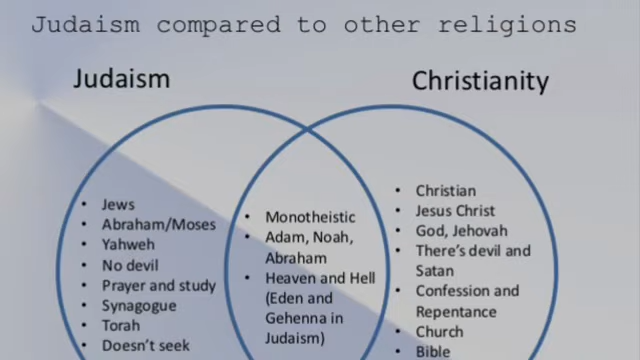 Judaism compared to other religions
Judaism
Christianity
• Jews
• Abraham/Moses
• Yahweh
• No devil
• Prayer and study
• Synagogue
• Torah
• Doesn't seek
• Monotheistic
• Adam, Noah,
Abraham
• Heaven and Hell
(Eden and
Gehenna in
Judaism)
• Christian
• Jesus Christ
• God, Jehovah
• There's devil and
Satan
• Confession and
Repentance
• Church
• Bible